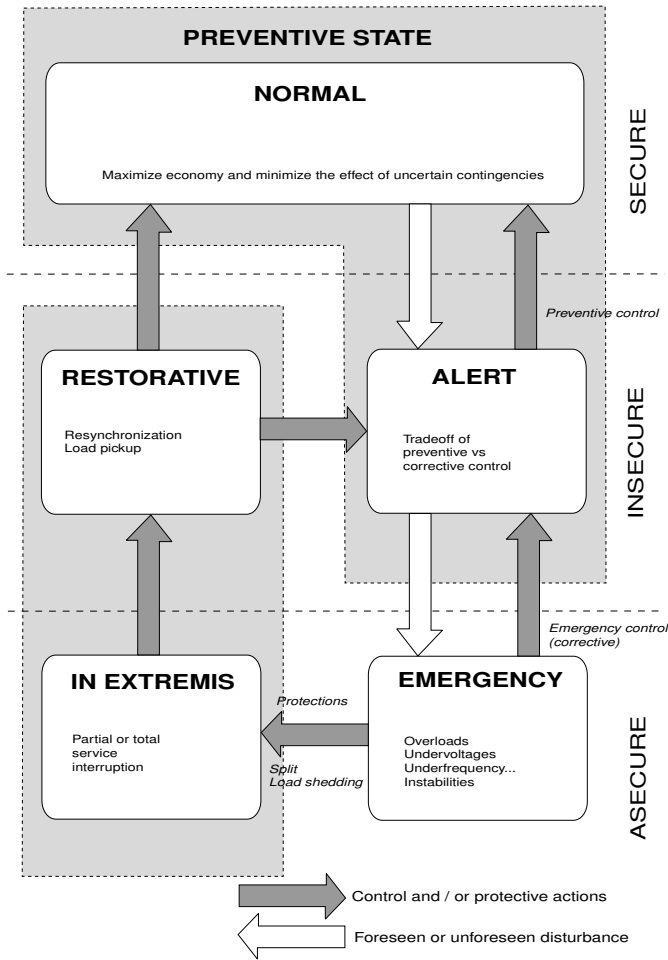 PREVENTIVE STATE
NORMAL
Maximize economy and minimize the effect of uncertain contingencies
SECURE
Preventive control
RESTORATIVE
Resynchronization
Load pickup
ALERT
Tradeoff of
preventive vs
corrective control
INSECURE
Emergency control
(corrective)
IN EXTREMIS
Partial or total
service
interruption
Protections
Split
Load shedding
EMERGENCY
Overloads
Undervoltages
Underfrequency...
Instabilities
ASECURE
Control and / or protective actions
Foreseen or unforeseen disturbance